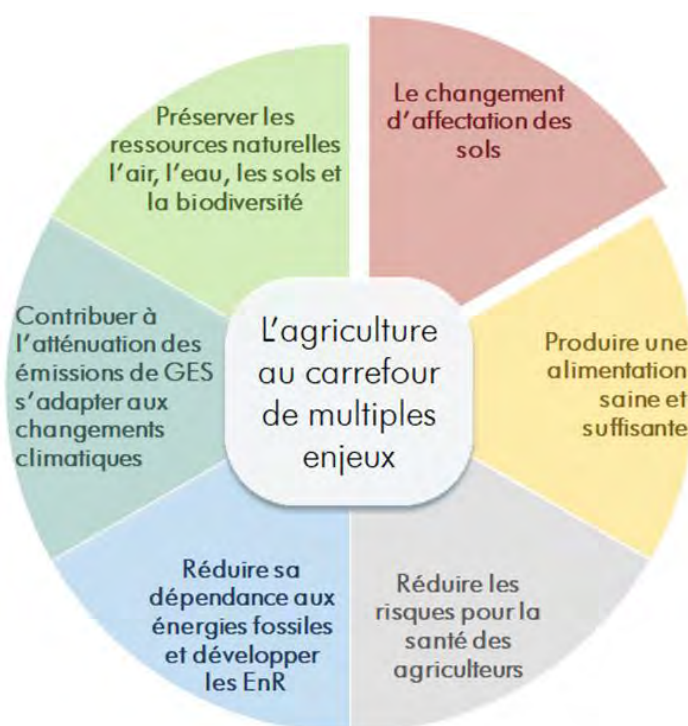 Le changement
d'affectation des
sols
Produire une
alimentation
saine et
suffisante
Réduire les
risques pour la
santé des
agriculteurs
Réduire sa
dépendance aux
énergies fossiles
et développer
les EnR
Contribuer à
l'atténuation des
émissions de GES
s'adapter aux
changements
climatiques
Préserver les
ressources naturelles
l'air, l'eau, les sols et
la biodiversité
L'agriculture
au carrefour
de multiples
enjeux